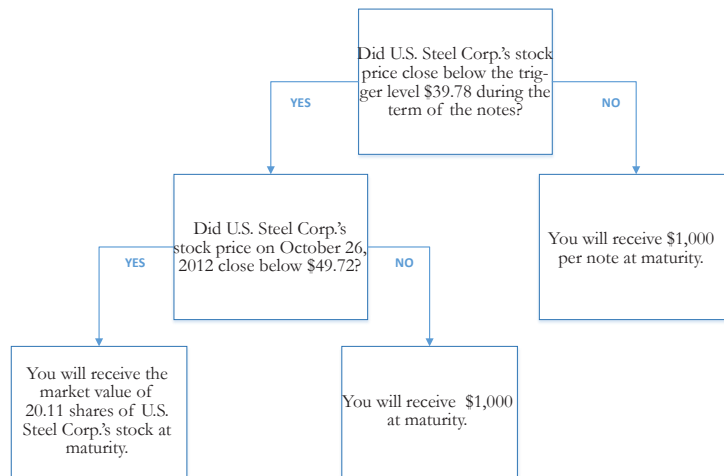 Did U.S. Steel Corp.'s stock
price close below the trig-
ger level $39.78 during the
term of the notes?
YES
NO
Did U.S. Steel Corp.'s
stock price on October 26,
2012 close below $49.72?
You will receive $1,000
per note at maturity.
YES
NO
You will receive the
market value of
20.11 shares of U.S.
Steel Corp.'s stock at
maturity.
You will receive $1,000
at maturity.